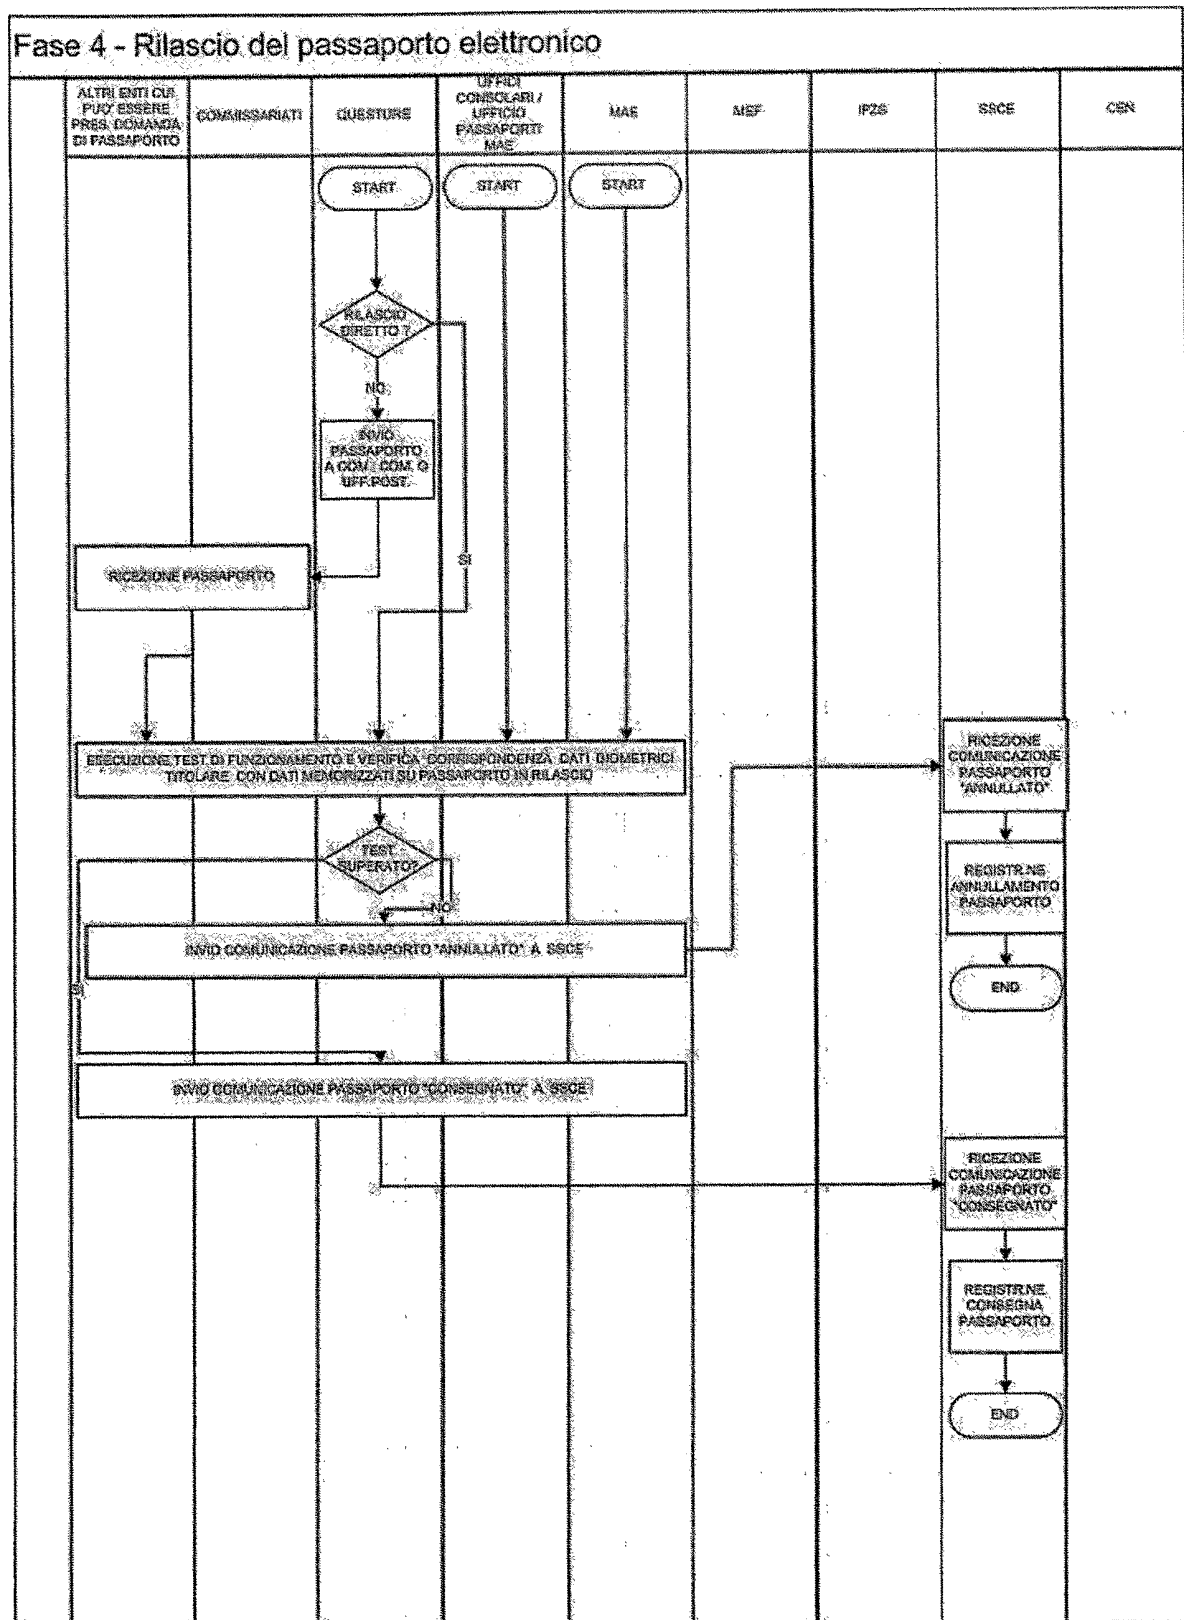 Fase 4 - Rilascio del passaporto elettronico
ALTRI ENTI CUI
PUO' ESSERE
PRES. DOMANDA
DI PASSAPORTO
COMMISSARIATI
QUESTURE
UFFICI
CONSOLARI /
UFFICIO
PASSAPORTI
MAE
MAE
MEF
IPZS
SSCE
CEN
START
START
START
RILASCIO
DIRETTO ?
NO
INVIO
PASSAPORTO
A COM., COM. O
UFF.POST.
SI
RICEZIONE PASSAPORTO
ESECUZIONE TEST DI FUNZIONAMENTO E VERIFICA CORRISPONDENZA DATI BIOMETRICI
TITOLARE CON DATI MEMORIZZATI SU PASSAPORTO IN RILASCIO
RICEZIONE
COMUNICAZIONE
PASSAPORTO
"ANNULLATO"
TEST
SUPERATO?
NO
REGISTR.NE
ANNULLAMENTO
PASSAPORTO
INVIO COMUNICAZIONE PASSAPORTO "ANNULLATO" A SSCE
SI
END
INVIO COMUNICAZIONE PASSAPORTO "CONSEGNATO" A SSCE
RICEZIONE
COMUNICAZIONE
PASSAPORTO
"CONSEGNATO"
REGISTR.NE
CONSEGNA
PASSAPORTO
END